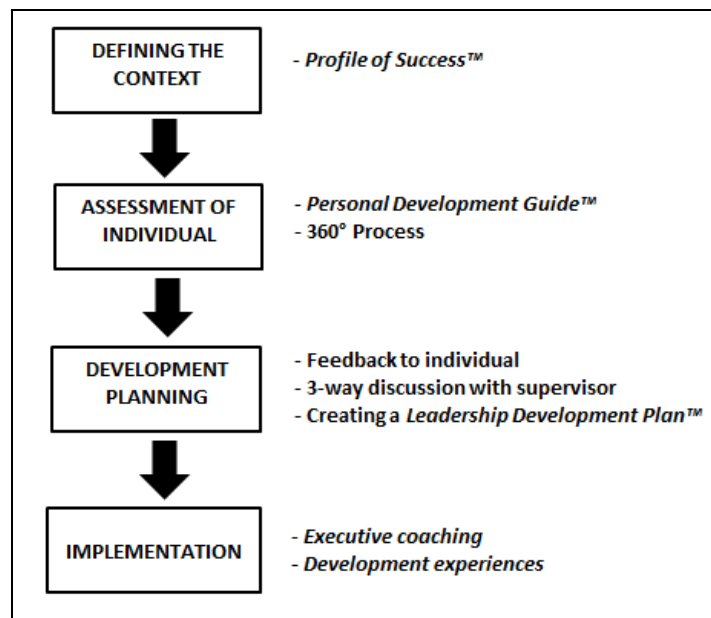 DEFINING THE
CONTEXT
- Profile of Success™
ASSESSMENT OF
INDIVIDUAL
- Personal Development Guide™
- 360° Process
DEVELOPMENT
PLANNING
- Feedback to individual
- 3-way discussion with supervisor
- Creating a Leadership Development Plan™
IMPLEMENTATION
- Executive coaching
- Development experiences